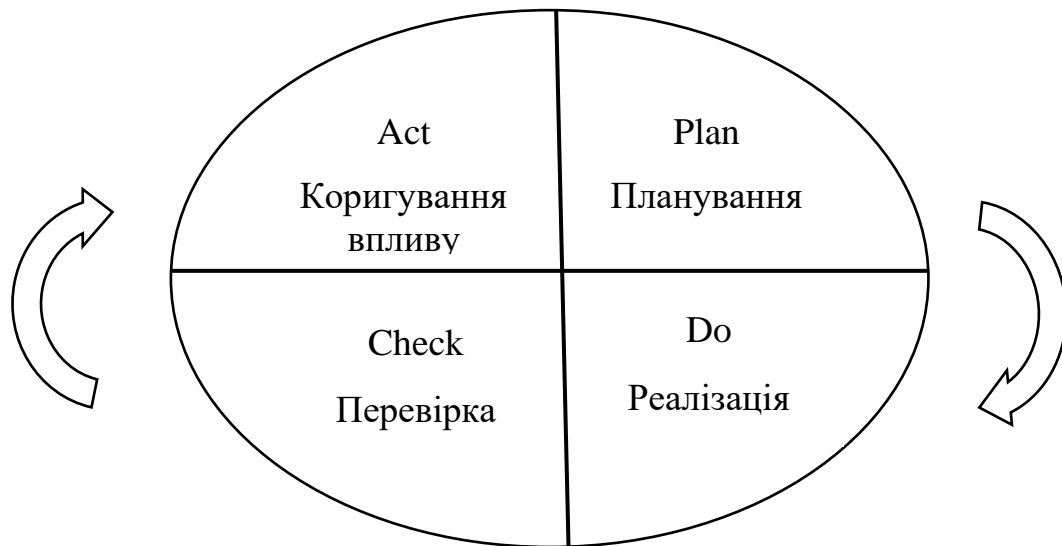 Act
Коригування
впливу
Plan
Планування
Check
Перевірка
Do
Реалізація